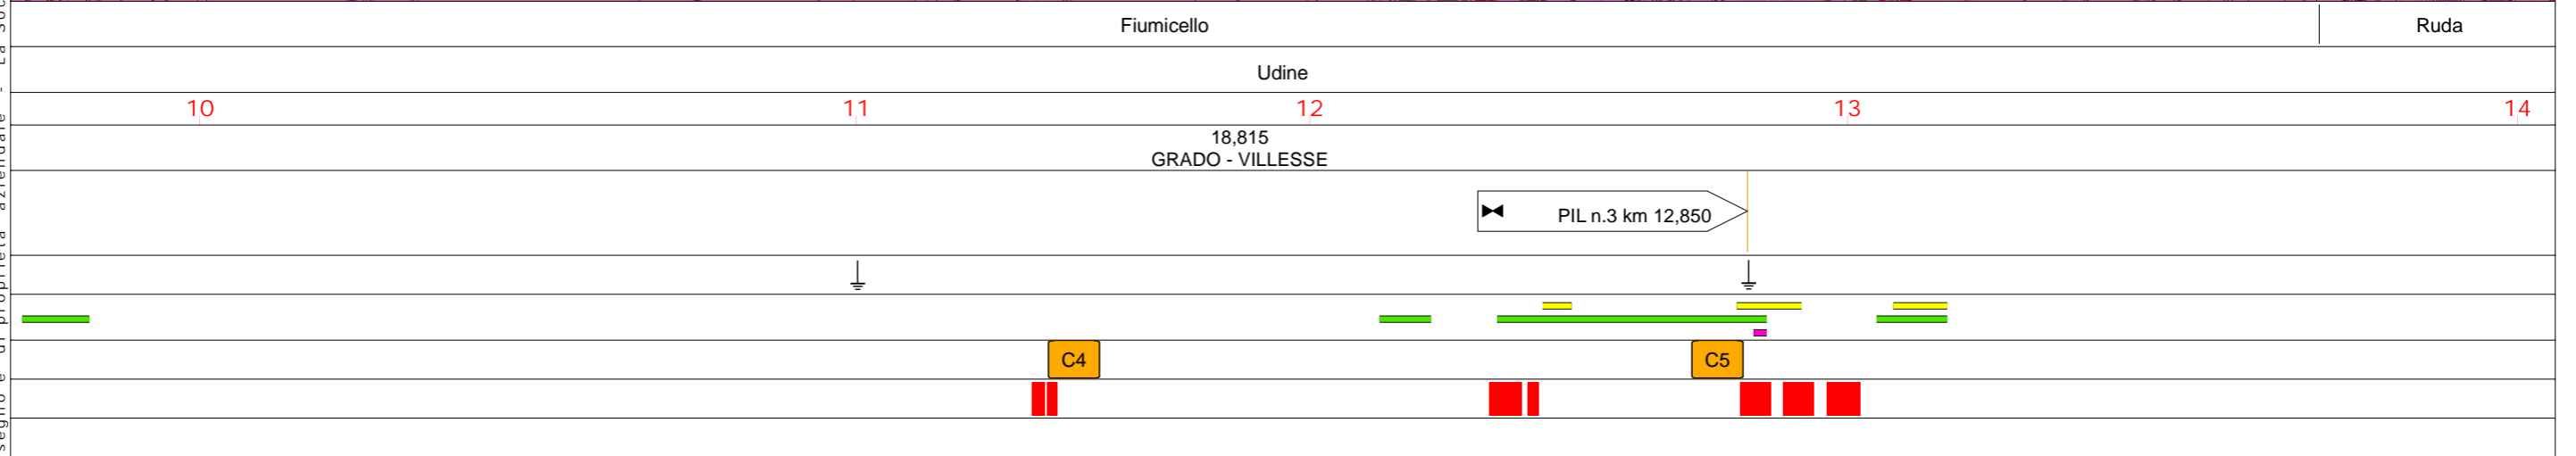 Fiumicello
Ruda
Udine
10
11
12
13
14
18,815
GRADO - VILLESSE
PIL n.3 km 12,850
C4
C5